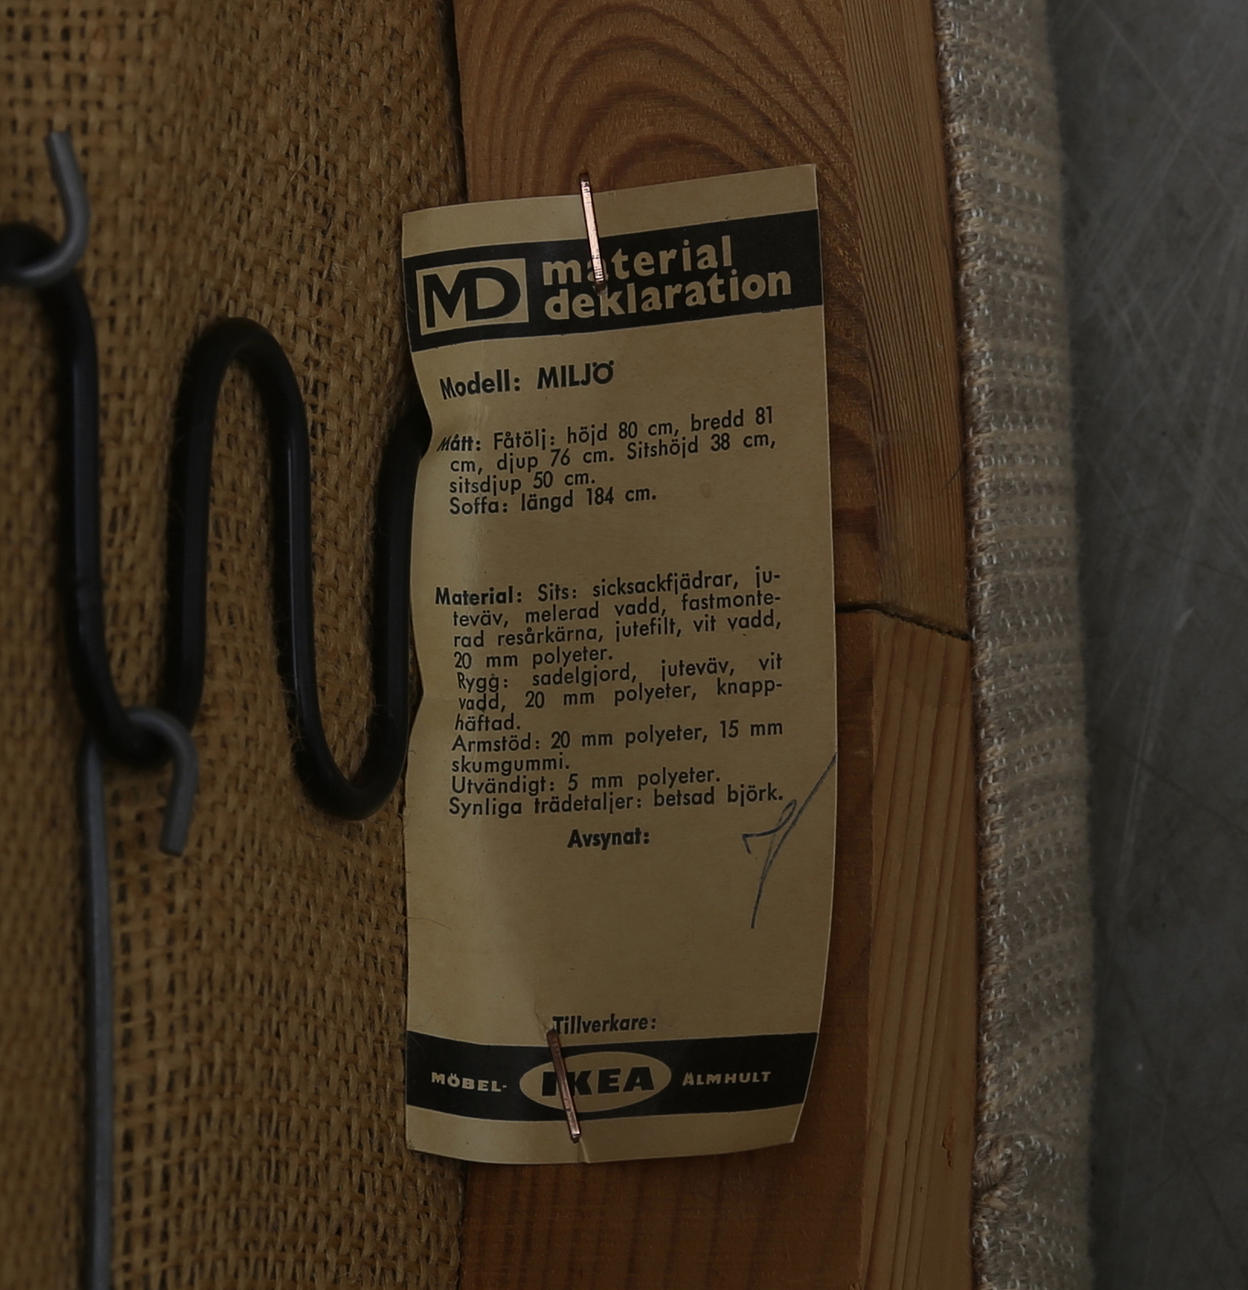 MD material
deklaration
Modell: MILJÖ
Mått: Fåtölj: höjd 80 cm, bredd 81
cm, djup 76 cm. Sitshöjd 38 cm,
sitsdjup 50 cm.
Soffa: längd 184 cm.
Material: Sits: sicksackfjädrar, ju-
teväv, melerad vadd, fastmonte-
rad resårkärna, jutefilt, vit vadd,
20 mm polyeter.
Rygg: sadelgjord, juteväv, vit
vadd, 20 mm polyeter, knapp-
häftad.
Armstöd: 20 mm polyeter, 15 mm
skumgummi.
Utvändigt: 5 mm polyeter.
Synliga trädetaljer: betsad björk.
Avsynat:
Tillverkare:
MÖBEL-IKEA ÄLMHULT